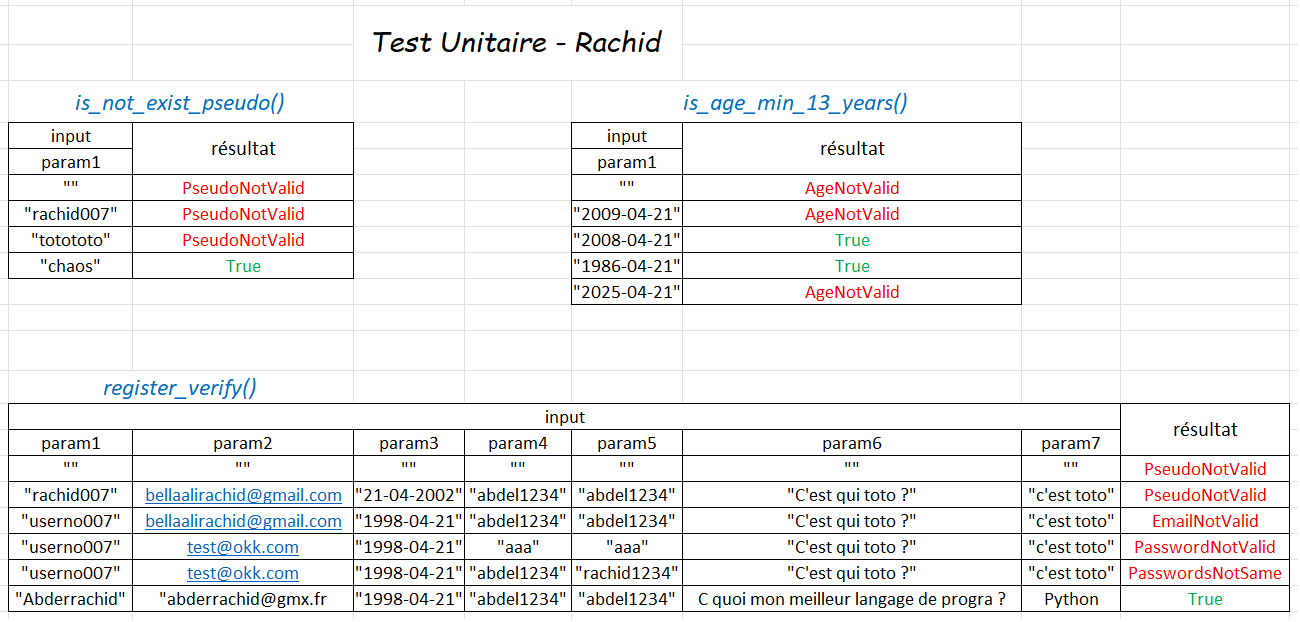 Test Unitaire - Rachid
is_not_exist_pseudo()
input résultat
param1
"" PseudoNotValid
"rachid007" PseudoNotValid
"totototo" PseudoNotValid
"chaos" True
is_age_min_13_years()
input résultat
param1
"" AgeNotValid
"2009-04-21" AgeNotValid
"2008-04-21" True
"1986-04-21" True
"2025-04-21" AgeNotValid
register_verify()
input résultat
param1 param2 param3 param4 param5 param6 param7
"" "" "" "" "" "" "" PseudoNotValid
"rachid007" bellaalirachid@gmail.com "21-04-2002" "abdel1234" "abdel1234" "C'est qui toto ?" "c'est toto" PseudoNotValid
"userno007" bellaalirachid@gmail.com "1998-04-21" "abdel1234" "abdel1234" "C'est qui toto ?" "c'est toto" EmailNotValid
"userno007" test@okk.com "1998-04-21" "aaa" "aaa" "C'est qui toto ?" "c'est toto" PasswordNotValid
"userno007" test@okk.com "1998-04-21" "abdel1234" "rachid1234" "C'est qui toto ?" "c'est toto" PasswordsNotSame
"Abderrachid" "abderrachid@gmx.fr "1998-04-21" "abdel1234" "abdel1234" C quoi mon meilleur langage de progra ? Python True